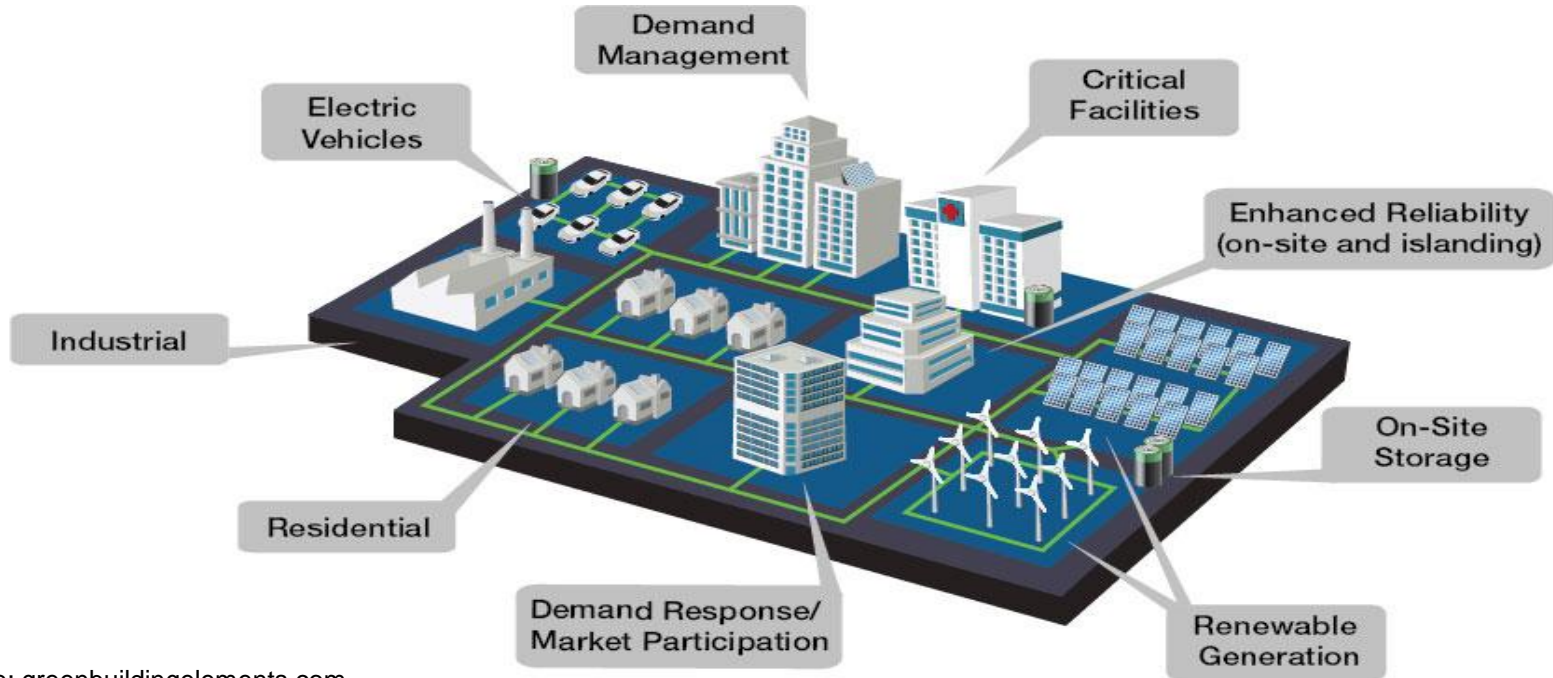 Demand
Management
Critical
Facilities
Electric
Vehicles
Enhanced Reliability
(on-site and islanding)
Industrial
On-Site
Storage
Residential
Demand Response/
Market Participation
Renewable
Generation